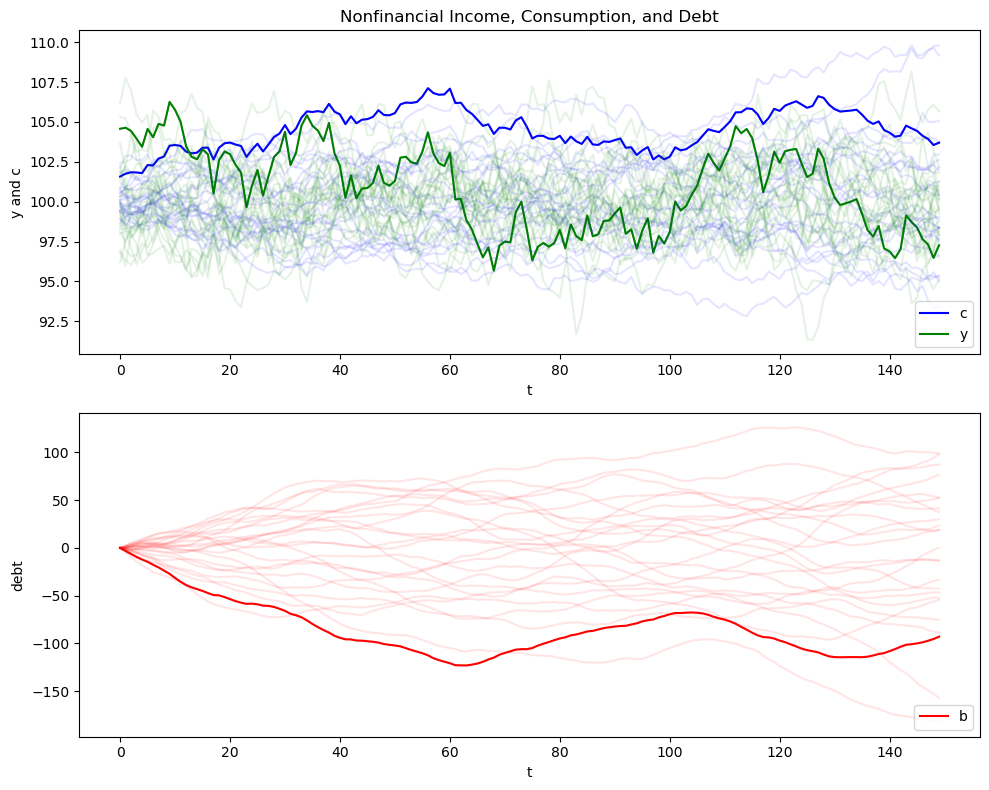 Nonfinancial Income, Consumption, and Debt
110.0
107.5
105.0
102.5
100.0
97.5
95.0
92.5
y and c
c
y
0 20 40 60 80 100 120 140
t
100
50
0
−50
−100
−150
debt
b
0 20 40 60 80 100 120 140
t